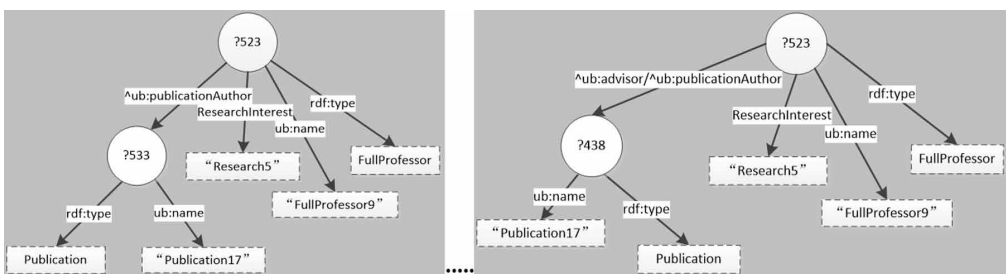 ?523
^ub:publicationAuthor
ResearchInterest
rdf:type
ub:name
?533
“Research5”
FullProfessor
“FullProfessor9”
rdf:type
ub:name
Publication
“Publication17”
......
?523
^ub:advisor/^ub:publicationAuthor
rdf:type
ResearchInterest
ub:name
?438
“Research5”
FullProfessor
ub:name
rdf:type
“FullProfessor9”
“Publication17”
Publication